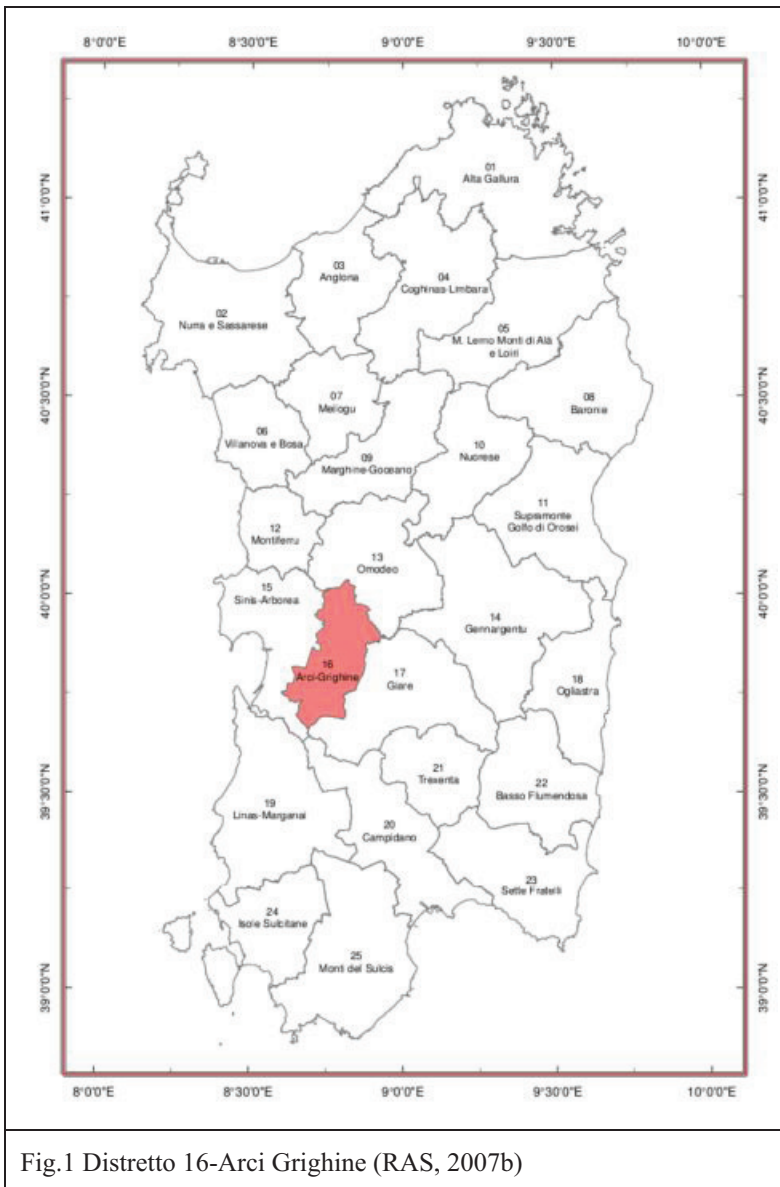 8°0'0"E 8°30'0"E 9°0'0"E 9°30'0"E 10°0'0"E
41°0'0"N
40°30'0"N
40°0'0"N
39°30'0"N
39°0'0"N
01
Alta Gallura
03
Anglona
04
Coghinas-Limbara
02
Nurra e Sassarese
05
M. Lerno Monti di Alà
e Loiri
07
Meilogu
08
Baronie
06
Villanova e Bosa
09
Marghine-Goceano
10
Nuorese
11
Supramonte
Golfo di Orosei
12
Montiferru
13
Omodeo
15
Sinis-Arborea
14
Gennargentu
16
Arci-Grighine
17
Giare
18
Ogliastra
21
Trexenta
22
Basso Flumendosa
19
Linas-Marganai
20
Campidano
23
Sette Fratelli
24
Isole Sulcitane
25
Monti del Sulcis
41°0'0"N
40°30'0"N
40°0'0"N
39°30'0"N
39°0'0"N
8°0'0"E 8°30'0"E 9°0'0"E 9°30'0"E 10°0'0"E
Fig.1 Distretto 16-Arci Grighine (RAS, 2007b)